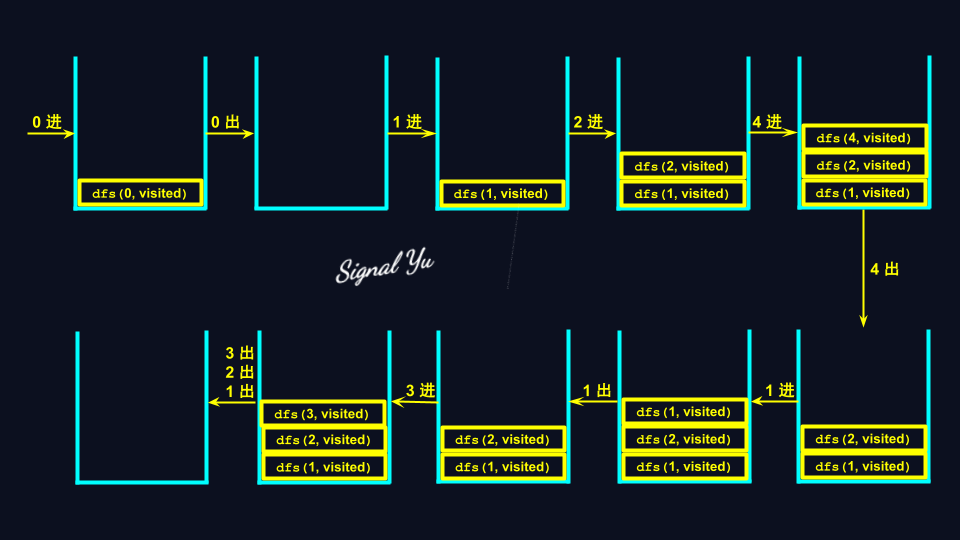 0 进
0 出
1 进
2 进
4 进
dfs(0, visited)
dfs(1, visited)
dfs(2, visited)
dfs(1, visited)
dfs(4, visited)
dfs(2, visited)
dfs(1, visited)
Signal Yu
4 出
1 进
1 出
3 进
3 出
2 出
1 出
dfs(2, visited)
dfs(1, visited)
dfs(1, visited)
dfs(2, visited)
dfs(1, visited)
dfs(2, visited)
dfs(1, visited)
dfs(3, visited)
dfs(2, visited)
dfs(1, visited)